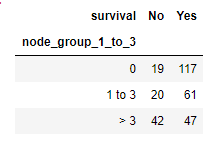 survival No Yes
node_group_1_to_3
0 19 117
1 to 3 20 61
> 3 42 47